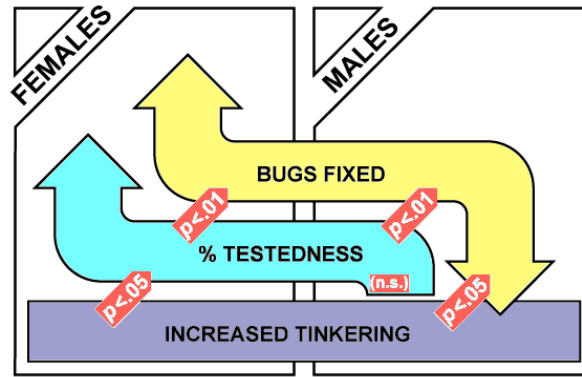 FEMALES
MALES
BUGS FIXED
p<.01
p<.01
% TESTEDNESS
p<.05
(n.s.)
p<.05
INCREASED TINKERING